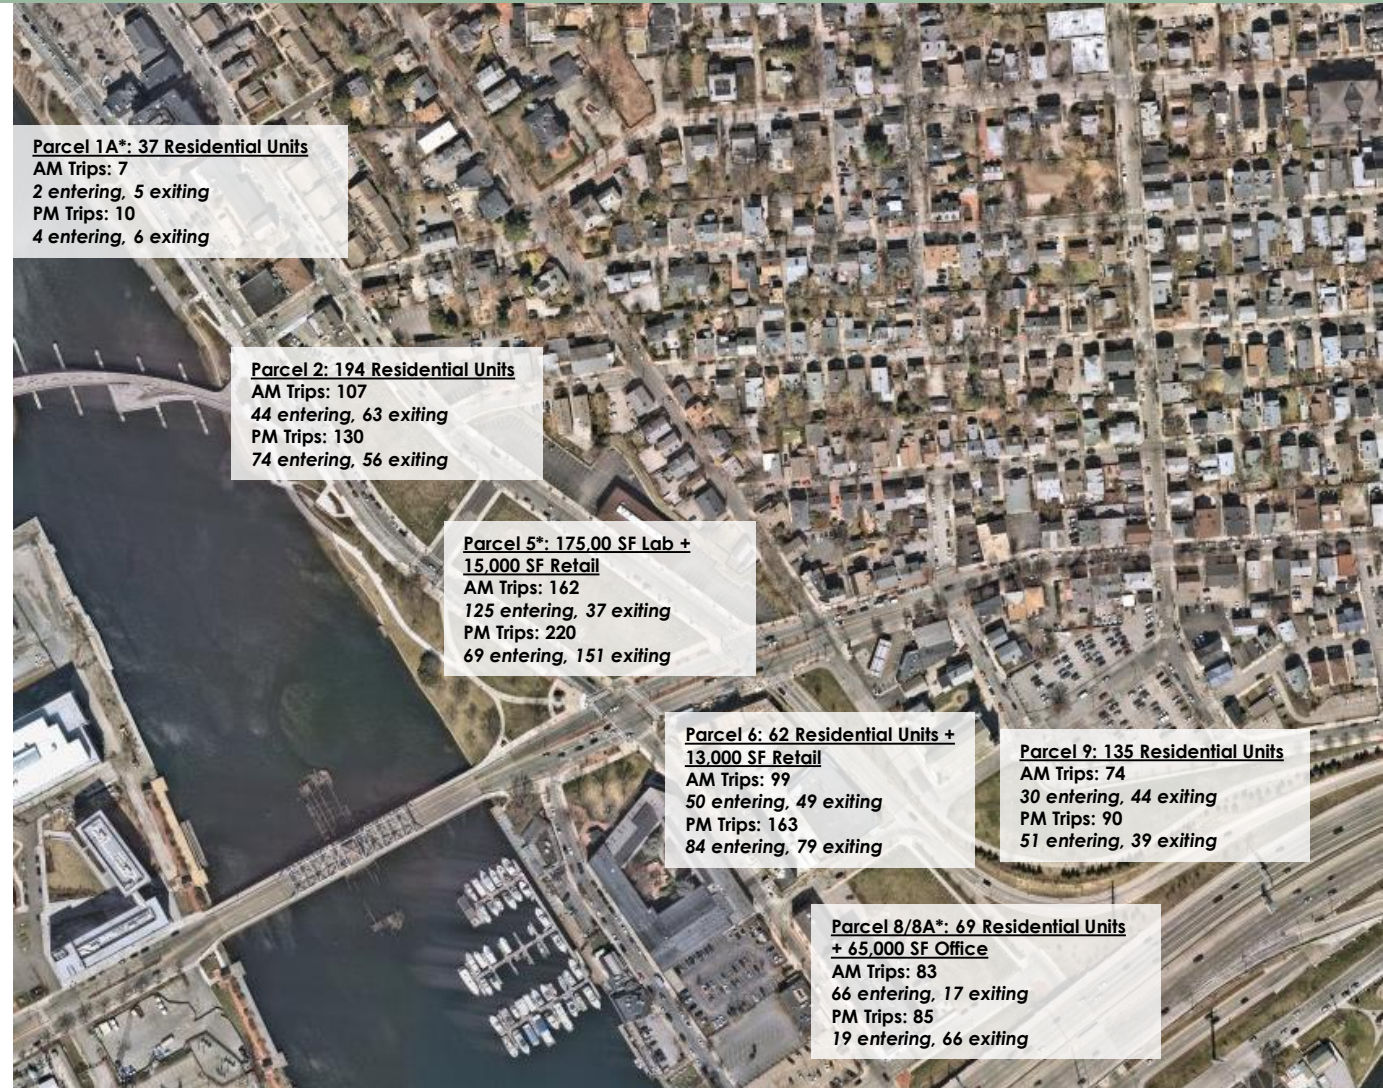 Parcel 1A*: 37 Residential Units
AM Trips: 7
2 entering, 5 exiting
PM Trips: 10
4 entering, 6 exiting
Parcel 2: 194 Residential Units
AM Trips: 107
44 entering, 63 exiting
PM Trips: 130
74 entering, 56 exiting
Parcel 5*: 175,00 SF Lab +
15,000 SF Retail
AM Trips: 162
125 entering, 37 exiting
PM Trips: 220
69 entering, 151 exiting
Parcel 6: 62 Residential Units +
13,000 SF Retail
AM Trips: 99
50 entering, 49 exiting
PM Trips: 163
84 entering, 79 exiting
Parcel 9: 135 Residential Units
AM Trips: 74
30 entering, 44 exiting
PM Trips: 90
51 entering, 39 exiting
Parcel 8/8A*: 69 Residential Units
+ 65,000 SF Office
AM Trips: 83
66 entering, 17 exiting
PM Trips: 85
19 entering, 66 exiting